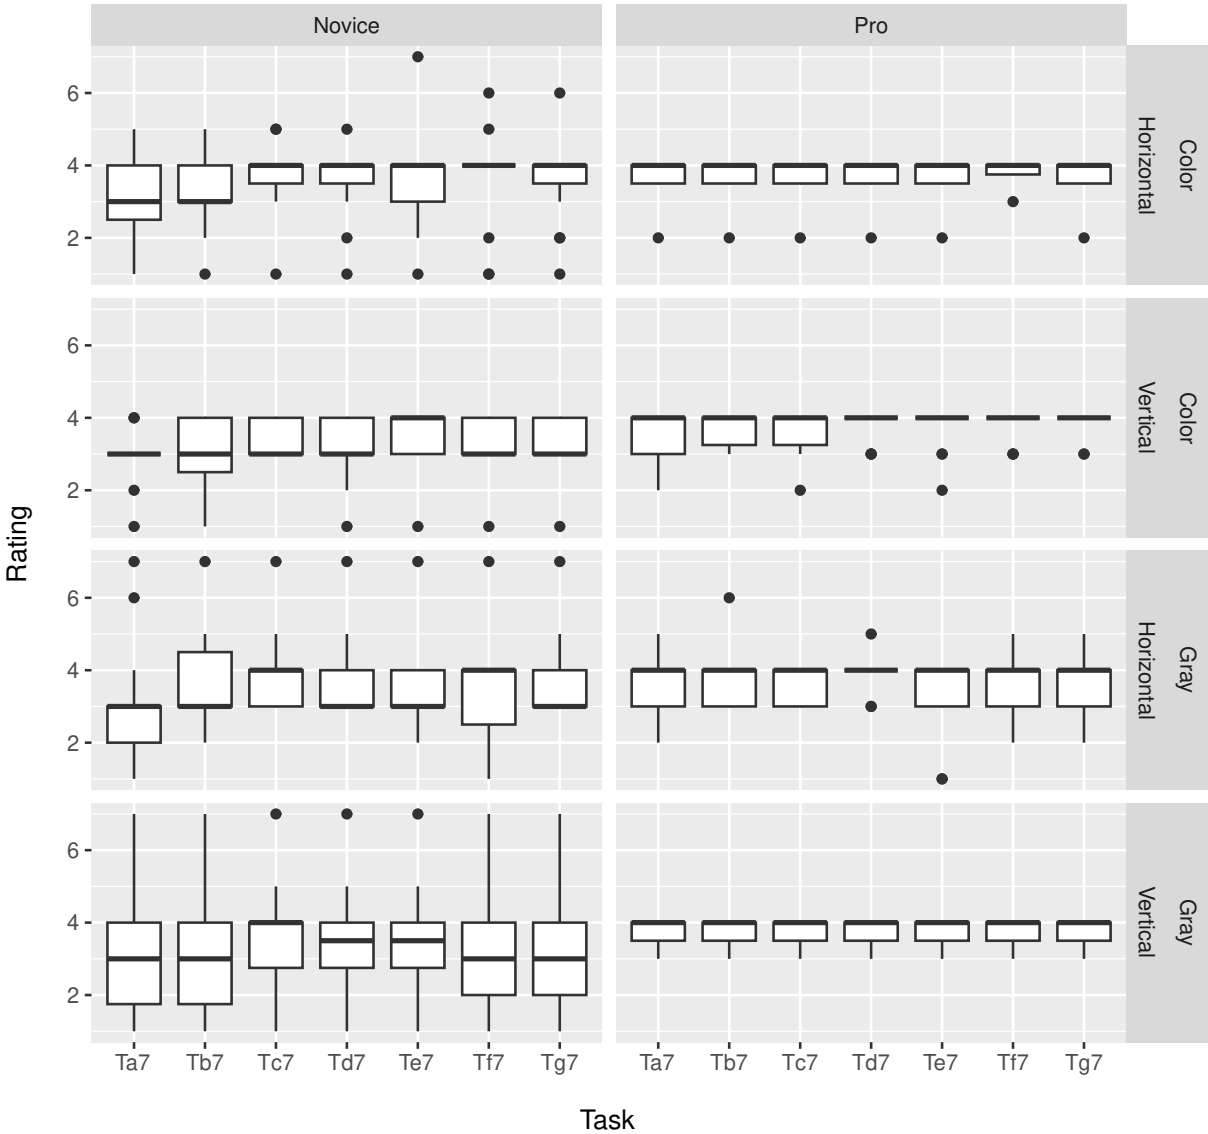 Novice
Pro
6
4
2
Color
Horizontal
6
4
2
Color
Vertical
6
4
2
Gray
Horizontal
6
4
2
Gray
Vertical
Rating
Ta7 Tb7 Tc7 Td7 Te7 Tf7 Tg7
Ta7 Tb7 Tc7 Td7 Te7 Tf7 Tg7
Task